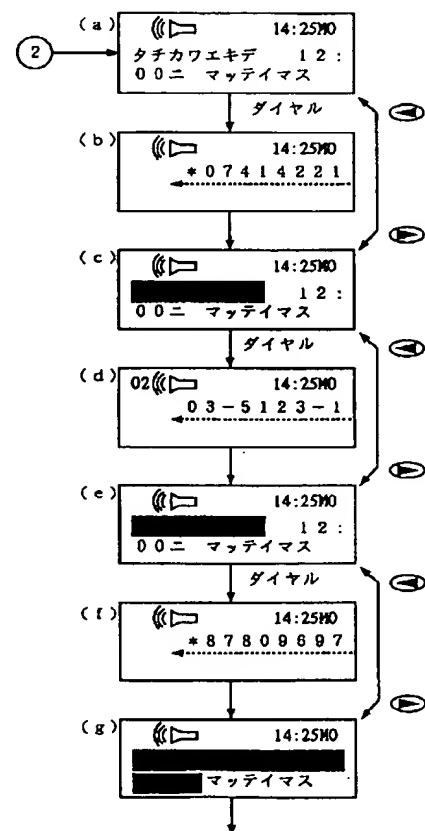 (a)
14:25MO
2
タチカワエキデ 12:
00ニ マッテイマス
ダイヤル
(b)
14:25MO
*07414221
(c)
14:25MO
12:
00ニ マッテイマス
ダイヤル
(d)
02 14:25MO
03-5123-1
(e)
14:25MO
12:
00ニ マッテイマス
ダイヤル
(f)
14:25MO
*87809697
(g)
14:25MO
マッテイマス